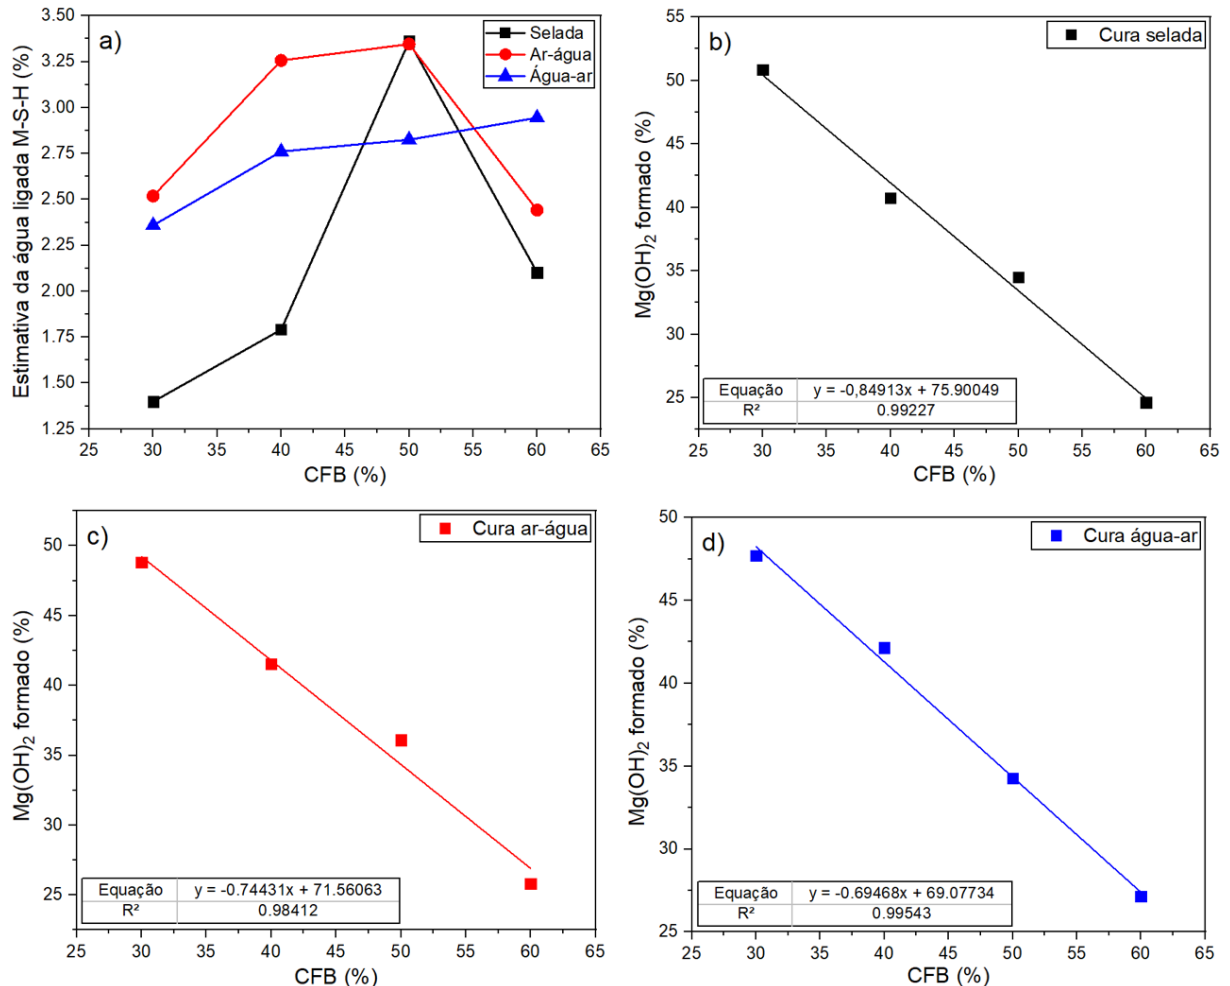 a)
Selada
Ar-água
Água-ar
Estimativa da água ligada M-S-H (%)
3.50
3.25
3.00
2.75
2.50
2.25
2.00
1.75
1.50
1.25
25 30 35 40 45 50 55 60 65
CFB (%)
b)
Cura selada
Mg(OH)₂ formado (%)
55
50
45
40
35
30
25
Equação y = -0,84913x + 75.90049
R² 0.99227
25 30 35 40 45 50 55 60 65
CFB (%)
c)
Cura ar-água
Mg(OH)₂ formado (%)
50
45
40
35
30
25
Equação y = -0.74431x + 71.56063
R² 0.98412
25 30 35 40 45 50 55 60 65
CFB (%)
d)
Cura água-ar
Mg(OH)₂ formado (%)
50
45
40
35
30
25
Equação y = -0.69468x + 69.07734
R² 0.99543
25 30 35 40 45 50 55 60 65
CFB (%)